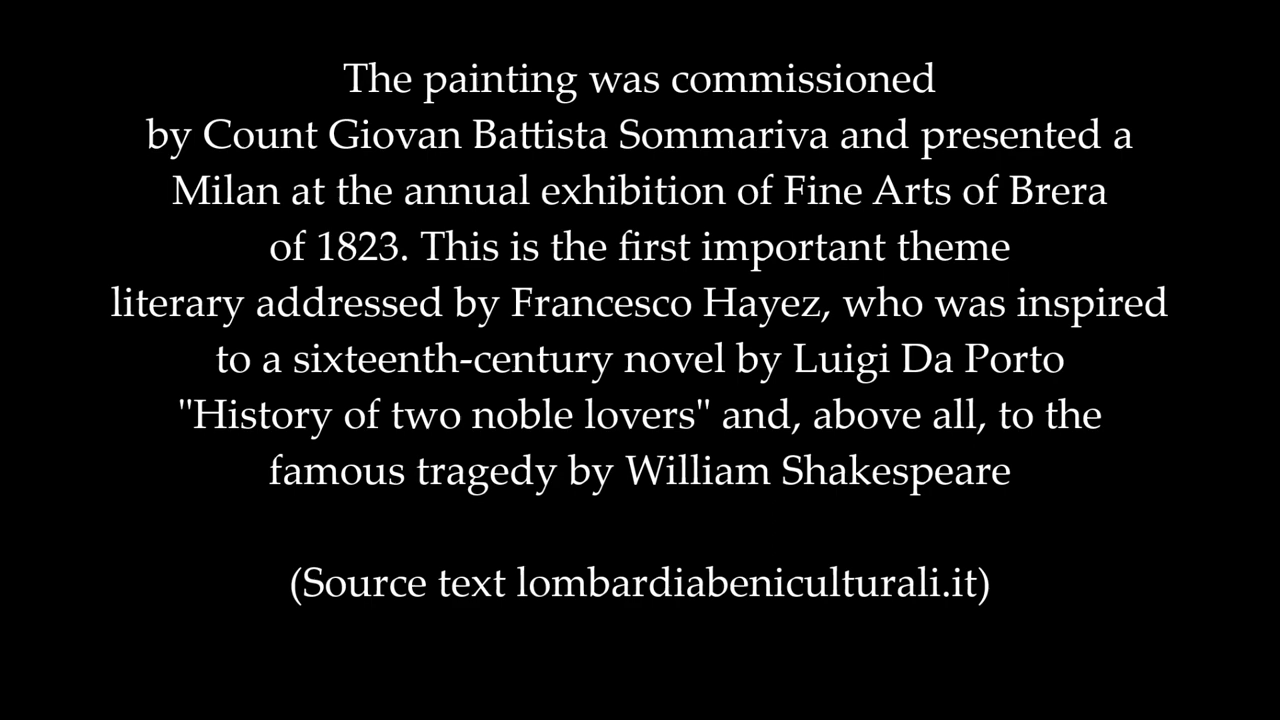 The painting was commissioned
by Count Giovan Battista Sommariva and presented a
Milan at the annual exhibition of Fine Arts of Brera
of 1823. This is the first important theme
literary addressed by Francesco Hayez, who was inspired
to a sixteenth-century novel by Luigi Da Porto
"History of two noble lovers" and, above all, to the
famous tragedy by William Shakespeare
(Source text lombardiabeniculturali.it)